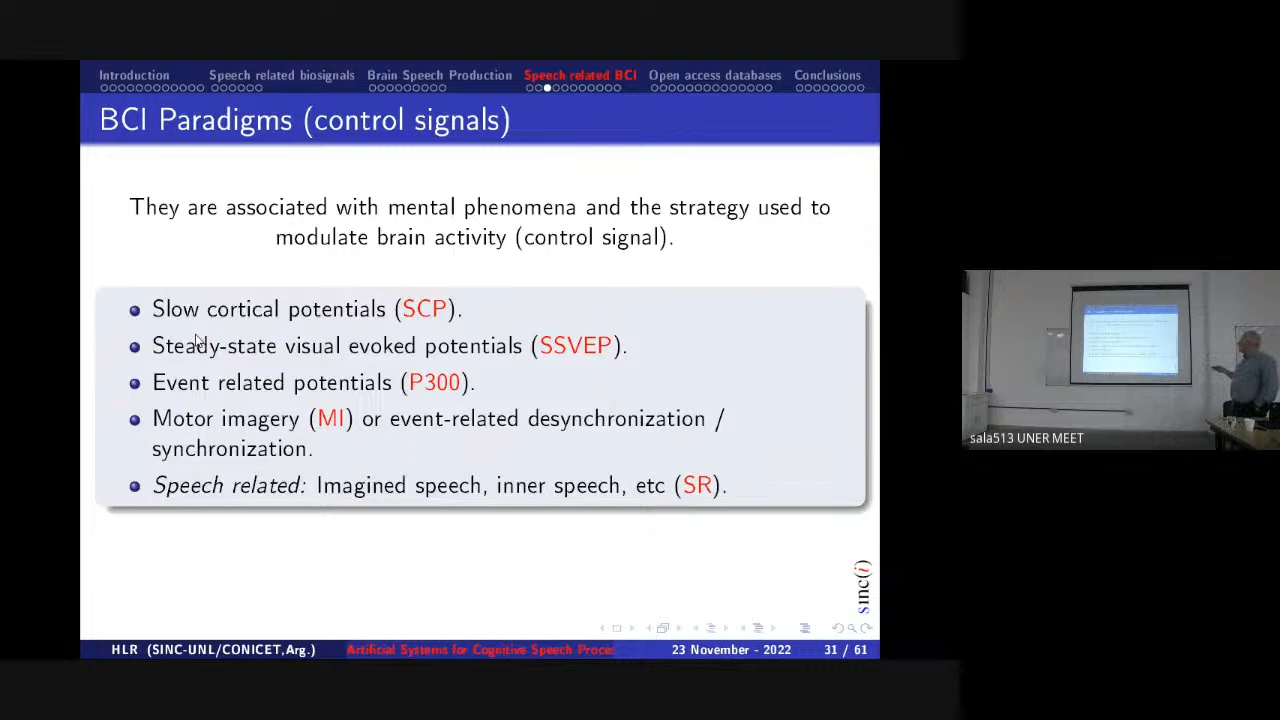 Introduction Speech related biosignals Brain Speech Production Speech related BCI Open access databases Conclusions
BCI Paradigms (control signals)
They are associated with mental phenomena and the strategy used to
modulate brain activity (control signal).
Slow cortical potentials (SCP).
Steady-state visual evoked potentials (SSVEP).
Event related potentials (P300).
Motor imagery (MI) or event-related desynchronization /
synchronization.
Speech related: Imagined speech, inner speech, etc (SR).
sinc(i)
HLR (SINC-UNL/CONICET,Arg.) Artificial Systems for Cognitive Speech Proces 23 November - 2022 31 / 61
sala513 UNER MEET